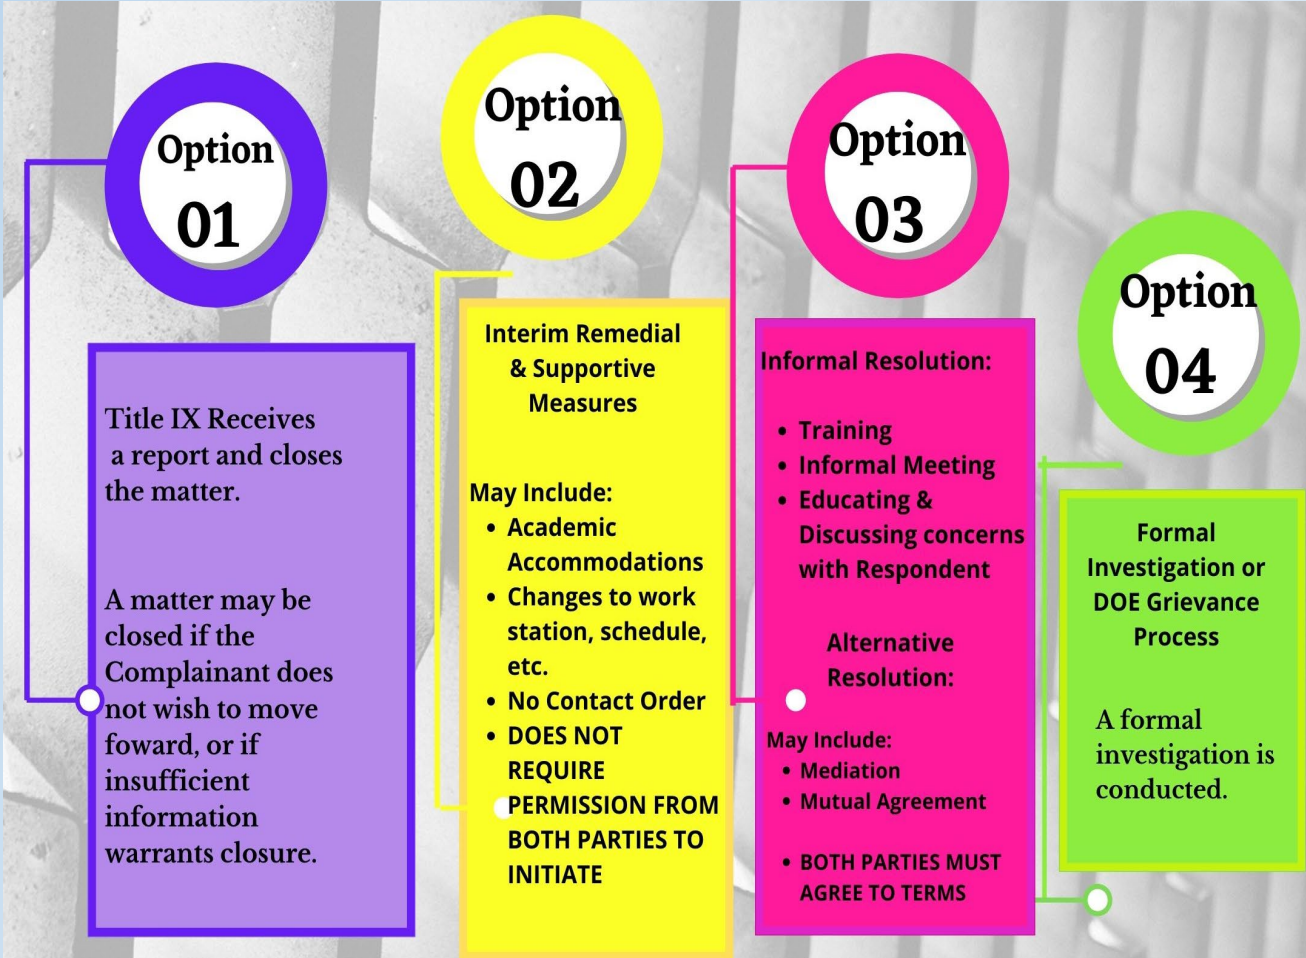 Option
01
Title IX Receives
a report and closes
the matter.
A matter may be
closed if the
Complainant does
not wish to move
foward, or if
insufficient
information
warrants closure.
Option
02
Interim Remedial
& Supportive
Measures
May Include:
• Academic
Accommodations
• Changes to work
station, schedule,
etc.
• No Contact Order
• DOES NOT
REQUIRE
PERMISSION FROM
BOTH PARTIES TO
INITIATE
Option
03
Informal Resolution:
• Training
• Informal Meeting
• Educating &
Discussing concerns
with Respondent
Alternative
Resolution:
May Include:
• Mediation
• Mutual Agreement
• BOTH PARTIES MUST
AGREE TO TERMS
Option
04
Formal
Investigation or
DOE Grievance
Process
A formal
investigation is
conducted.